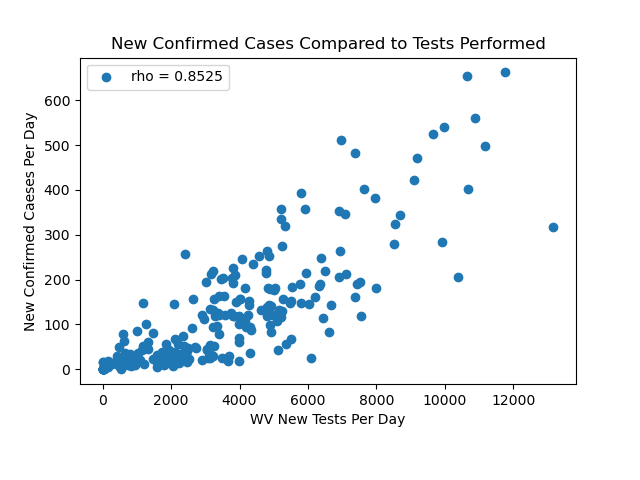 New Confirmed Cases Compared to Tests Performed
rho = 0.8525
New Confirmed Caeses Per Day
600
500
400
300
200
100
0
0 2000 4000 6000 8000 10000 12000
WV New Tests Per Day